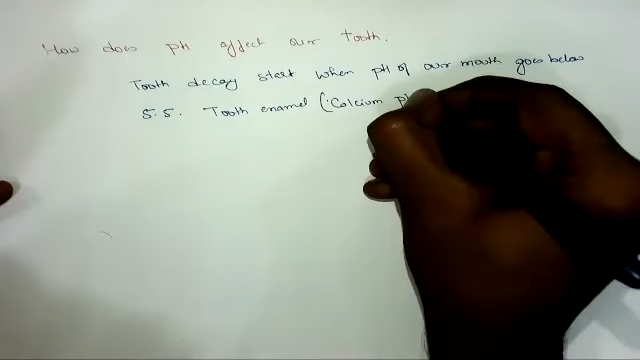 How does pH affect our tooth.
Tooth decay start when pH of our mouth goes below
5.5. Tooth enamel (Calcium p